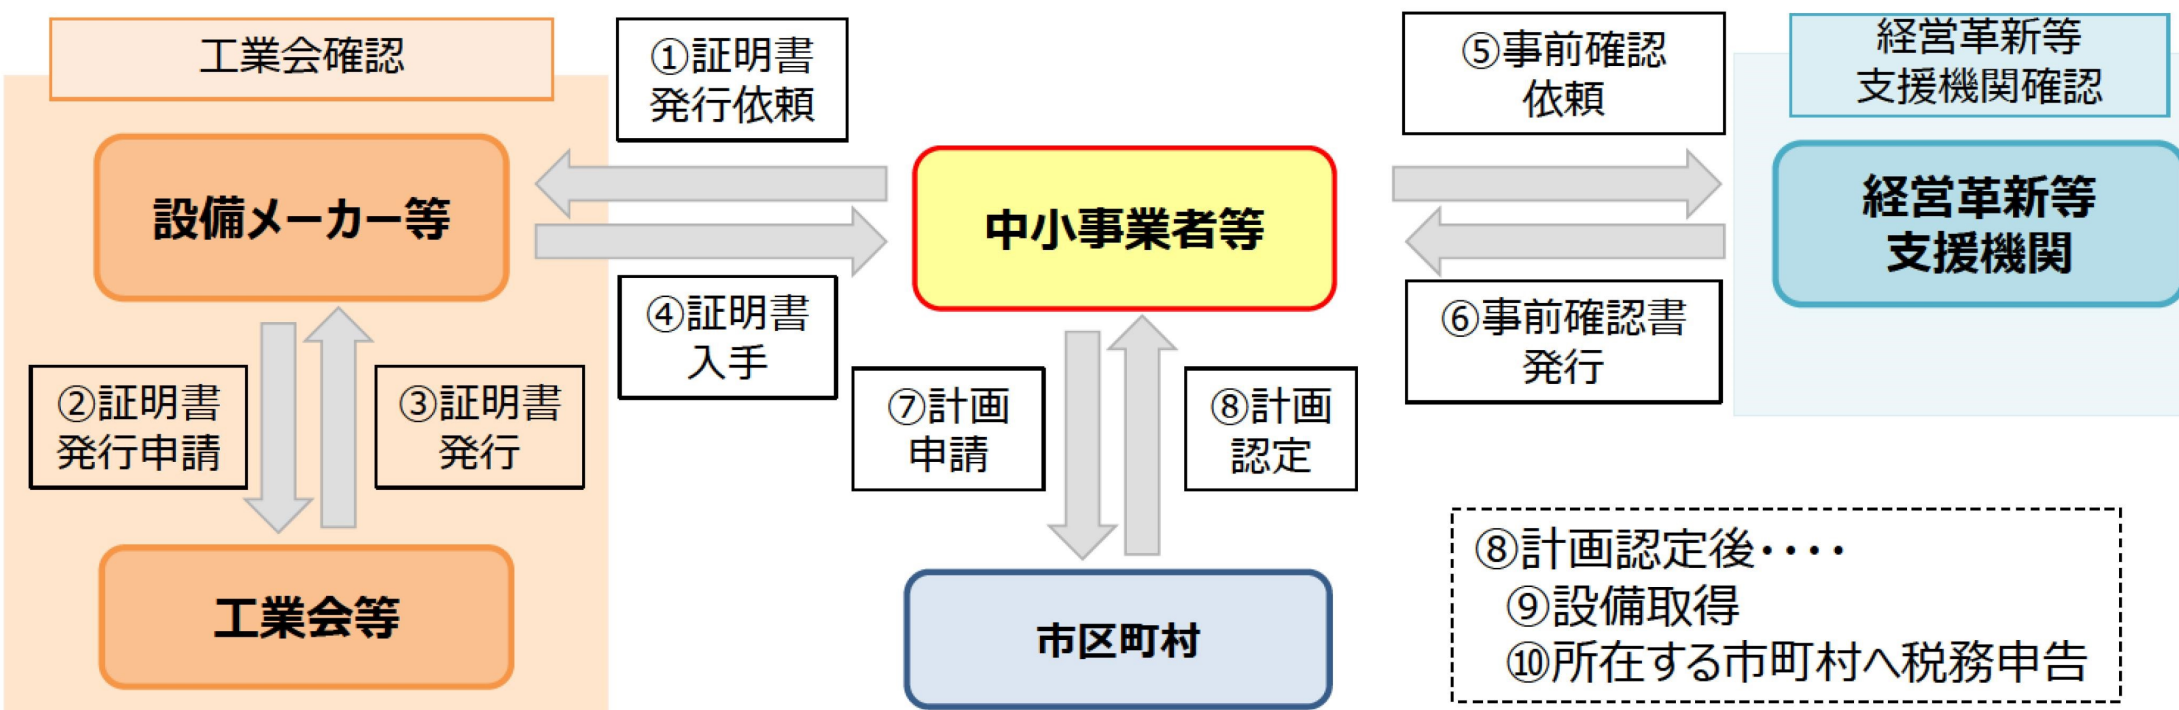 工業会確認
①証明書
発行依頼
⑤事前確認
依頼
経営革新等
支援機関確認
設備メーカー等
中小事業者等
経営革新等
支援機関
④証明書
入手
⑥事前確認書
発行
②証明書
発行申請
③証明書
発行
⑦計画
申請
⑧計画
認定
工業会等
市区町村
⑧計画認定後････
⑨設備取得
⑩所在する市町村へ税務申告